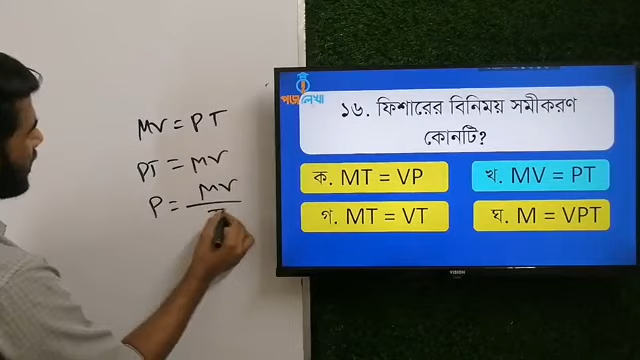 MV = PT
PT = MV
P = MV
T
পড়ালেখা
১৬. ফিশারের বিনিময় সমীকরণ
কোনটি?
ক. MT = VP
খ. MV = PT
গ. MT = VT
ঘ. M = VPT
VISION